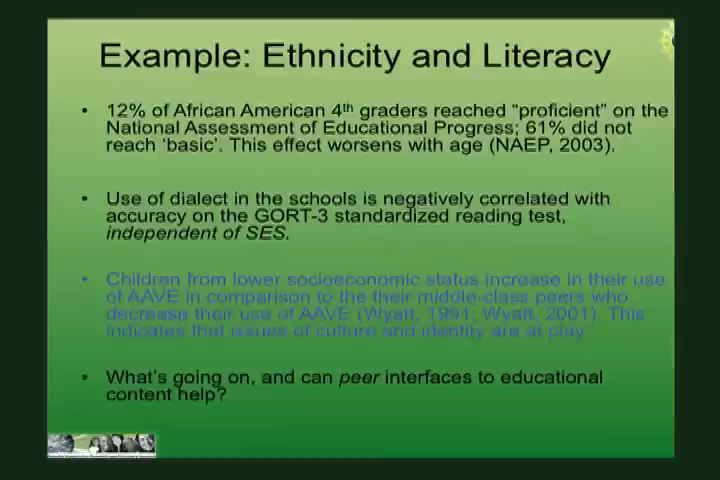 Example: Ethnicity and Literacy
• 12% of African American 4th graders reached “proficient” on the
National Assessment of Educational Progress; 61% did not
reach ‘basic’. This effect worsens with age (NAEP, 2003).
• Use of dialect in the schools is negatively correlated with
accuracy on the GORT-3 standardized reading test,
independent of SES.
• Children from lower socioeconomic status increase in their use
of AAVE in comparison to the their middle-class peers who
decrease their use of AAVE (Wyatt, 1991; Wyatt, 2001). This
indicates that issues of culture and identity are at play
• What’s going on, and can peer interfaces to educational
content help?